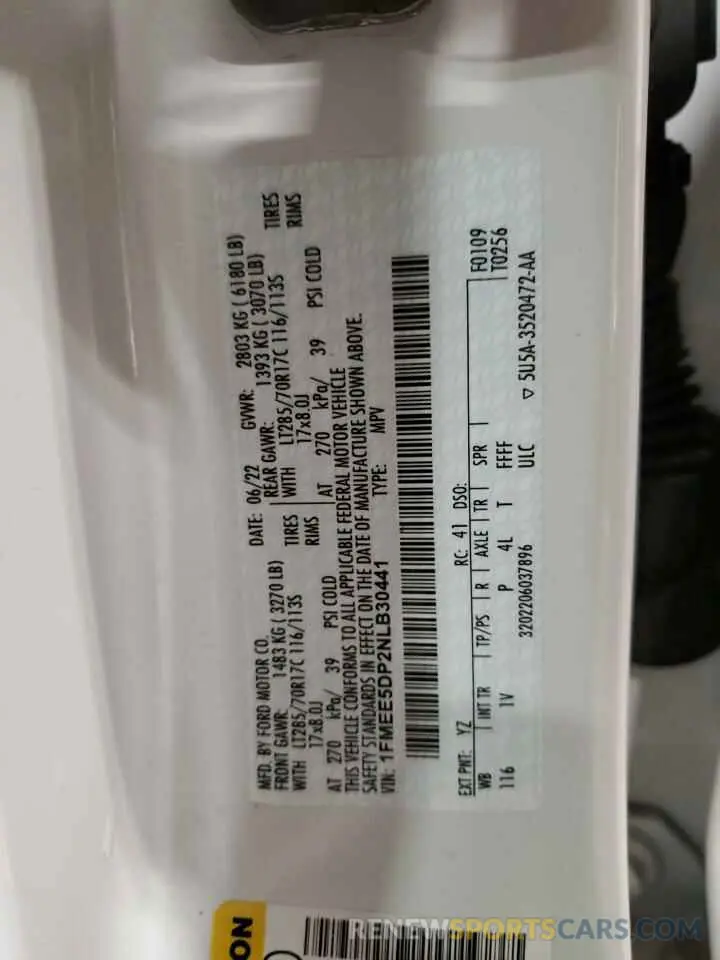 MFD. BY FORD MOTOR CO.
DATE: 06/22 GVWR: 2803 KG ( 6180 LB)
FRONT GAWR: 1483 KG ( 3270 LB) REAR GAWR: 1393 KG ( 3070 LB)
WITH LT285/70R17C 116/113S TIRES WITH LT285/70R17C 116/113S TIRES
17x8.0J RIMS 17x8.0J RIMS
AT 270 kPa/ 39 PSI COLD AT 270 kPa/ 39 PSI COLD
THIS VEHICLE CONFORMS TO ALL APPLICABLE FEDERAL MOTOR VEHICLE
SAFETY STANDARDS IN EFFECT ON THE DATE OF MANUFACTURE SHOWN ABOVE.
VIN: 1FMEE5DP2NLB30441 TYPE: MPV
EXT PNT: YZ RC: 41 DSO:
WB INT TR TP/PS R AXLE TR SPR F0109
116 1V P 4L T FFFF T0256
3202206037896 ULC ▽ 5U5A-3520472-AA
ON
RENEWSPORTSCARS.COM